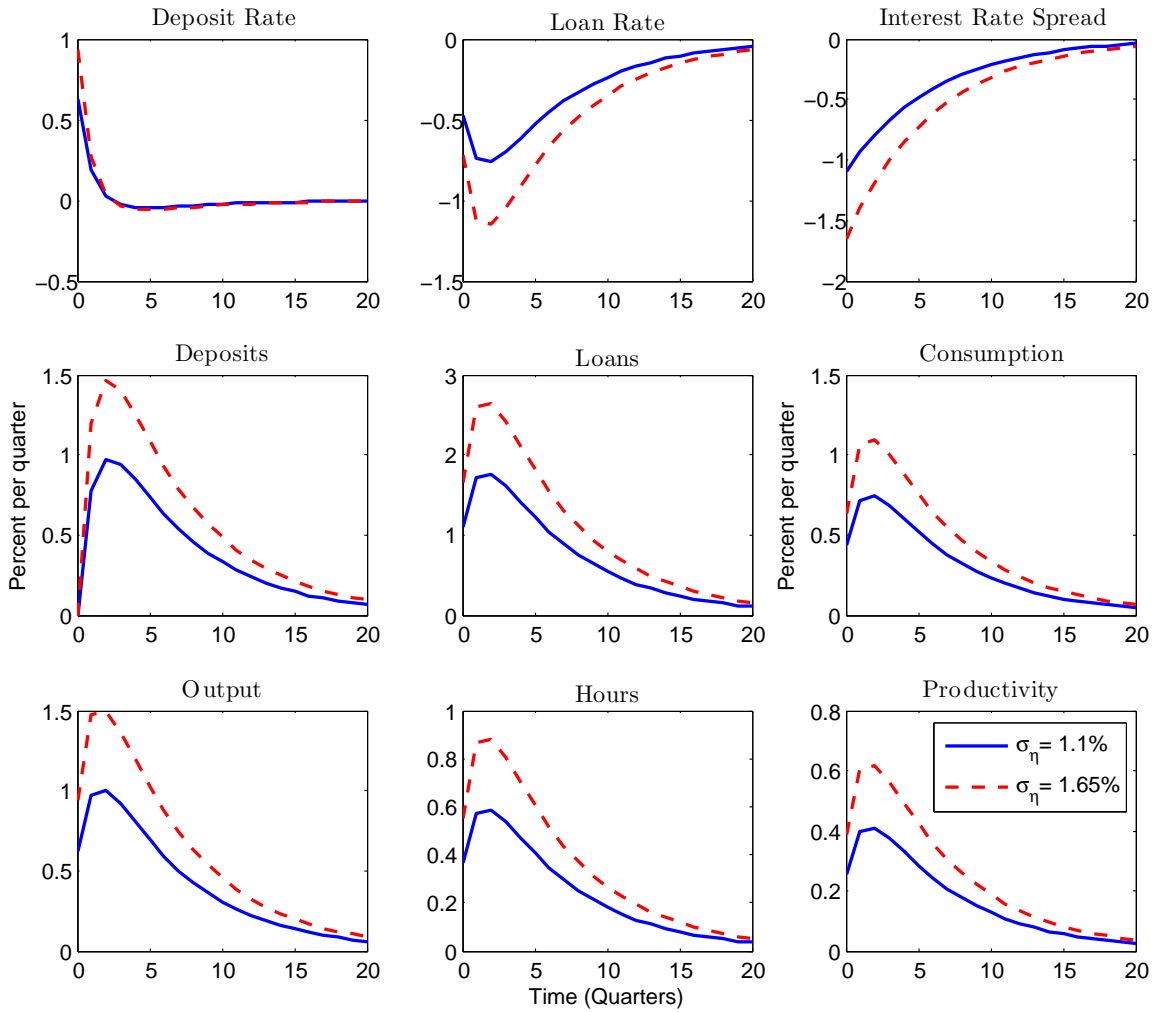 Deposit Rate
Loan Rate
Interest Rate Spread
1
0.5
0
−0.5
0 5 10 15 20
0
−0.5
−1
−1.5
0 5 10 15 20
0
−0.5
−1
−1.5
−2
0 5 10 15 20
Deposits
Loans
Consumption
Percent per quarter
1.5
1
0.5
0
0 5 10 15 20
3
2
1
0
0 5 10 15 20
Percent per quarter
1.5
1
0.5
0
0 5 10 15 20
Output
Hours
Productivity
1.5
1
0.5
0
0 5 10 15 20
1
0.8
0.6
0.4
0.2
0
0 5 10 15 20
Time (Quarters)
0.8
0.6
0.4
0.2
0
0 5 10 15 20
ση= 1.1%
ση= 1.65%